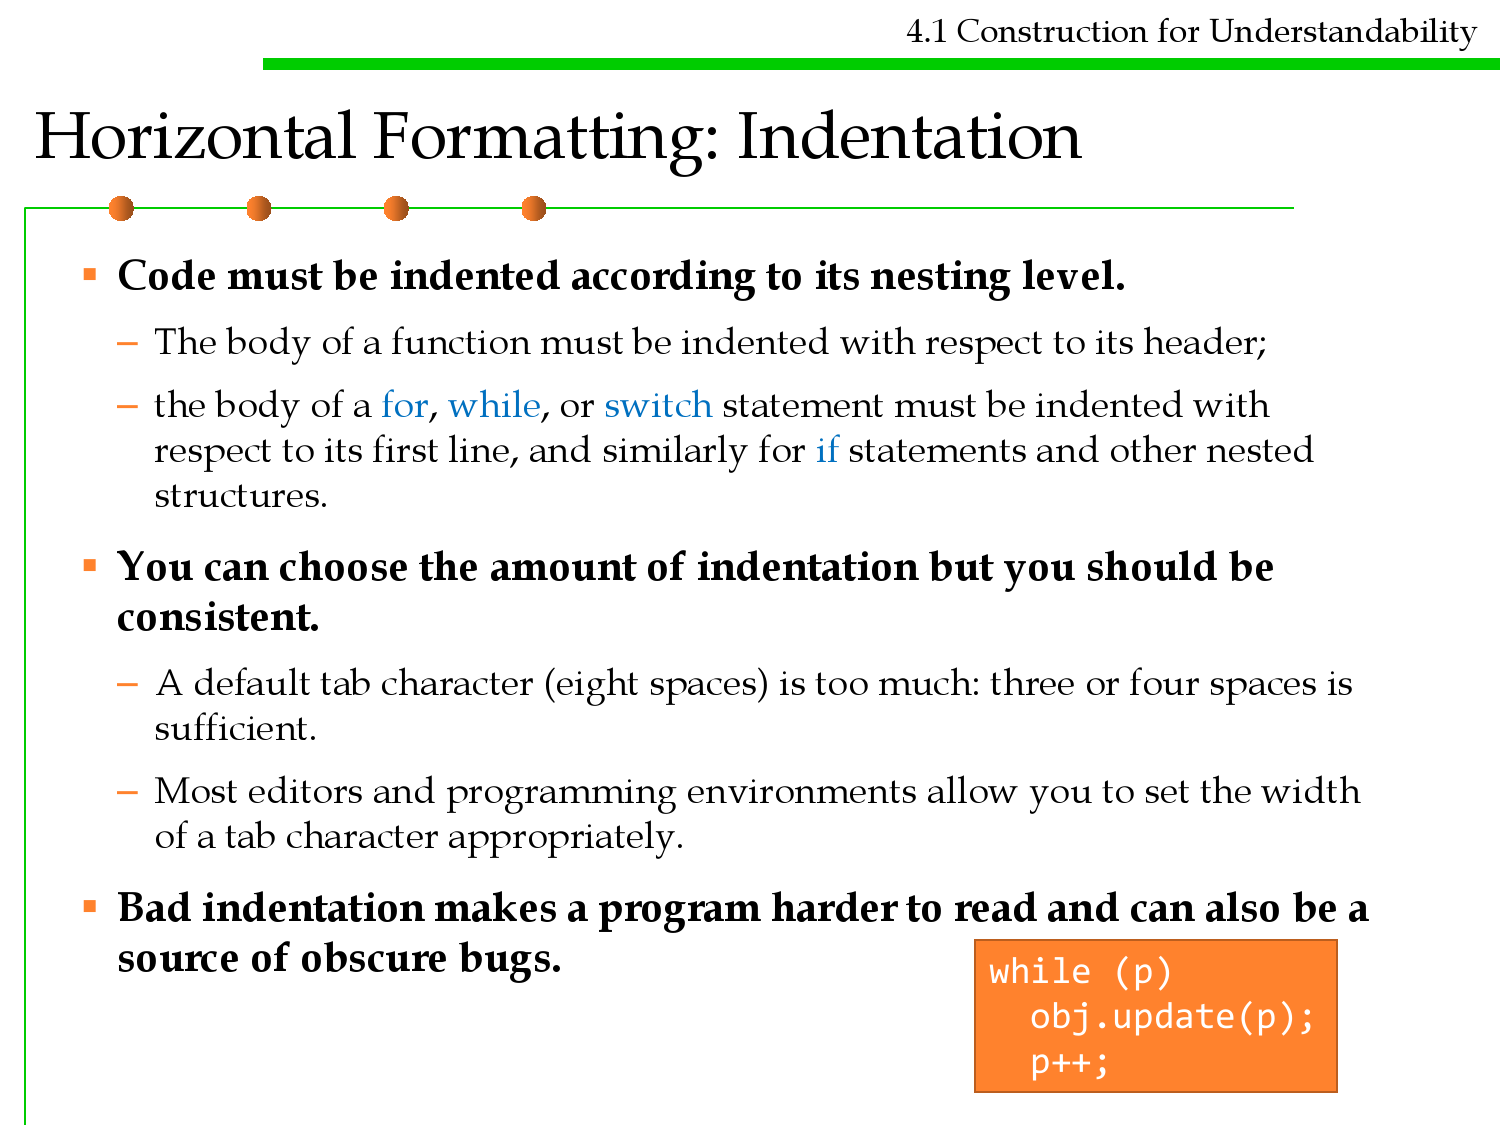 4.1 Construction for Understandability
Horizontal Formatting: Indentation
▪ Code must be indented according to its nesting level.
– The body of a function must be indented with respect to its header;
– the body of a for, while, or switch statement must be indented with
respect to its first line, and similarly for if statements and other nested
structures.
▪ You can choose the amount of indentation but you should be
consistent.
– A default tab character (eight spaces) is too much: three or four spaces is
sufficient.
– Most editors and programming environments allow you to set the width
of a tab character appropriately.
▪ Bad indentation makes a program harder to read and can also be a
source of obscure bugs.
while (p)
  obj.update(p);
  p++;